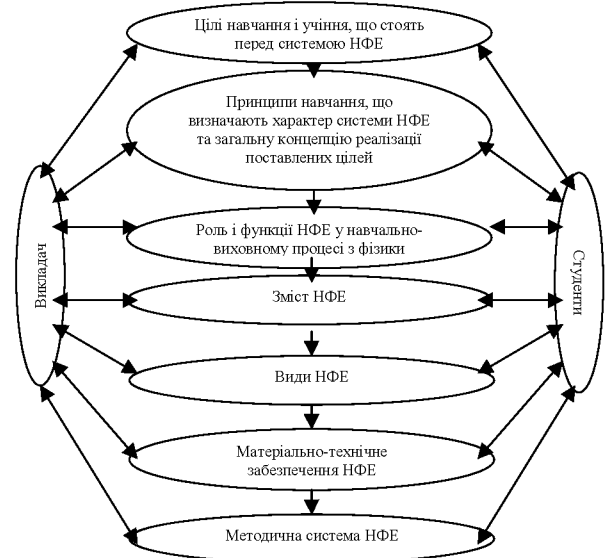 Цілі навчання і учіння, що стоять
перед системою НФЕ
Принципи навчання, що
визначають характер системи НФЕ
та загальну концепцію реалізації
поставлених цілей
Роль і функції НФЕ у навчально-
виховному процесі з фізики
Зміст НФЕ
Види НФЕ
Матеріально-технічне
забезпечення НФЕ
Методична система НФЕ
Викладач
Студенти